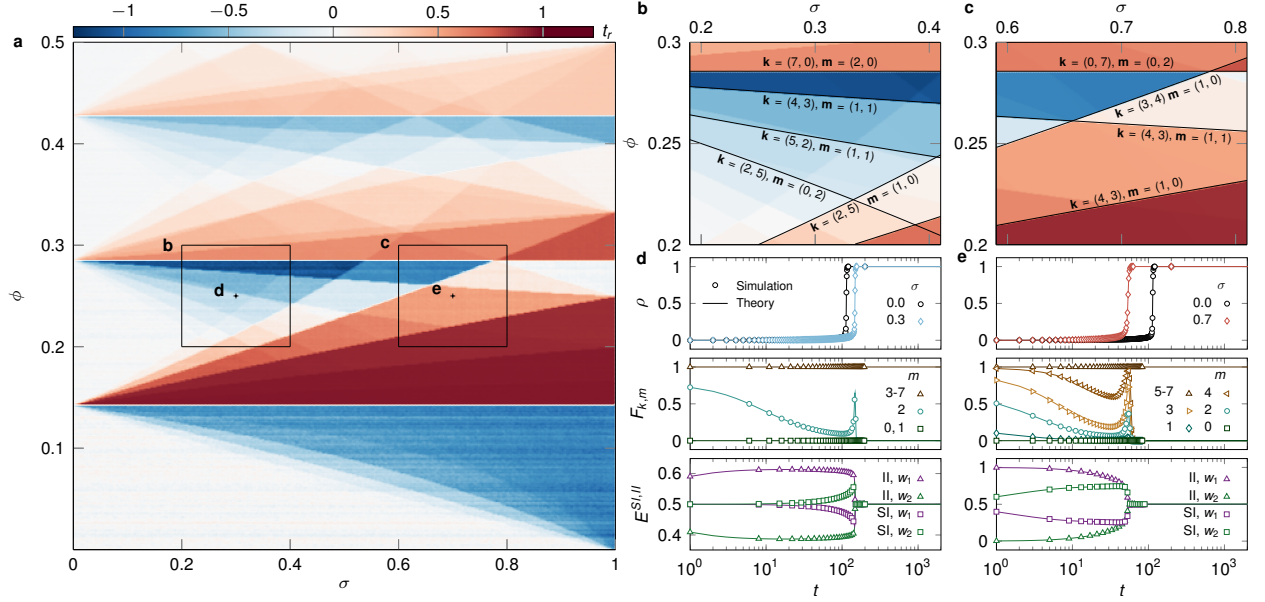 −1
−0.5
0
0.5
1
t_r
a
0.5
0.4
0.3
0.2
0.1
ϕ
0
0.2
0.4
0.6
0.8
1
σ
b
c
d
e
b
σ
0.2
0.3
0.4
0.3
0.25
0.2
ϕ
k = (7, 0), m = (2, 0)
k = (4, 3), m = (1, 1)
k = (5, 2), m = (1, 1)
k = (2, 5), m = (0, 2)
k = (2, 5) m = (1, 0)
c
σ
0.6
0.7
0.8
0.3
0.25
0.2
k = (0, 7), m = (0, 2)
k = (3, 4) m = (1, 0)
k = (4, 3), m = (1, 1)
k = (4, 3), m = (1, 0)
d
1
0.5
0
ρ
Simulation
Theory
σ
0.0
0.3
1
0.5
0
F_{k,m}
m
3-7
2
0, 1
0.6
0.5
0.4
E^{SI,II}
II, w_1
II, w_2
SI, w_1
SI, w_2
10^0
10^1
10^2
10^3
t
e
1
0.5
0
σ
0.0
0.7
1
0.5
0
m
5-7
4
3
2
1
0
1
0.5
0
II, w_1
II, w_2
SI, w_1
SI, w_2
10^0
10^1
10^2
10^3
t